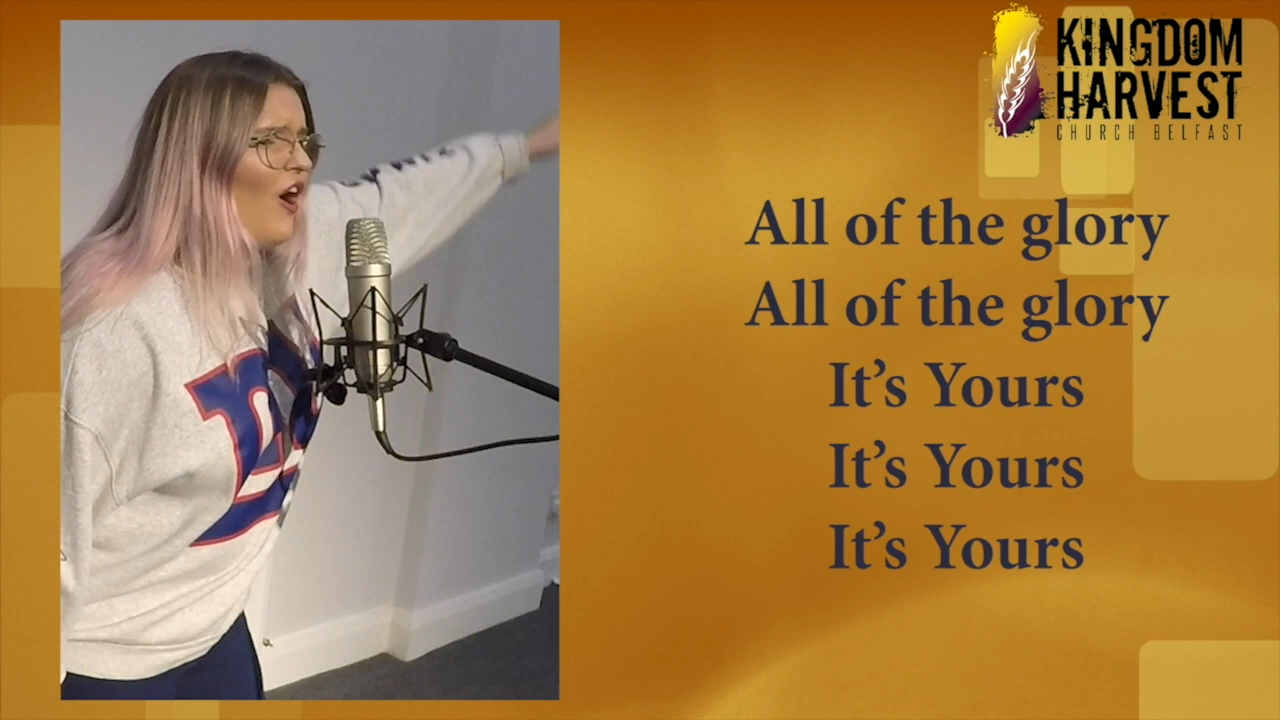 KINGDOM
HARVEST
CHURCH BELFAST
All of the glory
All of the glory
It’s Yours
It’s Yours
It’s Yours